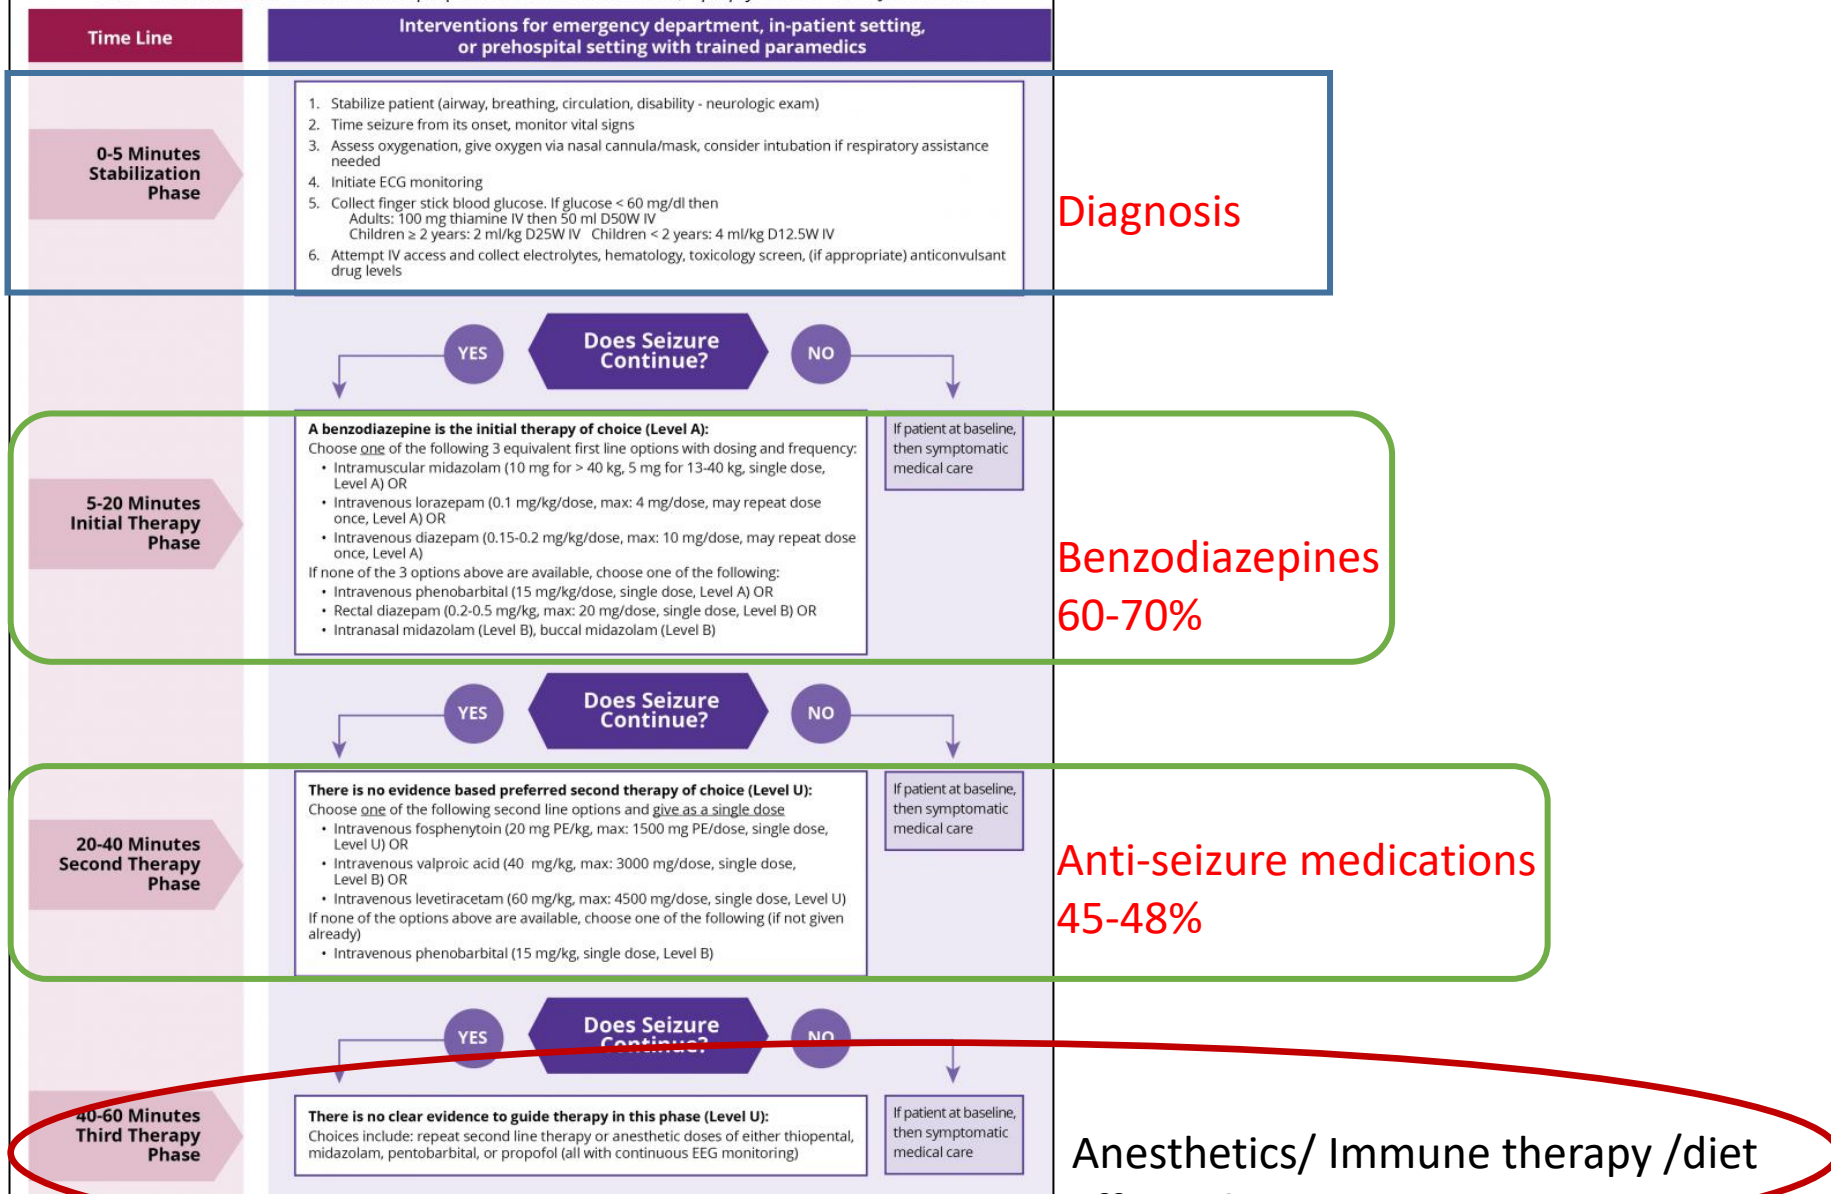 Time Line
Interventions for emergency department, in-patient setting,
or prehospital setting with trained paramedics
0-5 Minutes
Stabilization
Phase
1. Stabilize patient (airway, breathing, circulation, disability - neurologic exam)
2. Time seizure from its onset, monitor vital signs
3. Assess oxygenation, give oxygen via nasal cannula/mask, consider intubation if respiratory assistance
needed
4. Initiate ECG monitoring
5. Collect finger stick blood glucose. If glucose < 60 mg/dl then
Adults: 100 mg thiamine IV then 50 ml D50W IV
Children ≥ 2 years: 2 ml/kg D25W IV Children < 2 years: 4 ml/kg D12.5W IV
6. Attempt IV access and collect electrolytes, hematology, toxicology screen, (if appropriate) anticonvulsant
drug levels
Diagnosis
YES
Does Seizure
Continue?
NO
5-20 Minutes
Initial Therapy
Phase
A benzodiazepine is the initial therapy of choice (Level A):
Choose one of the following 3 equivalent first line options with dosing and frequency:
• Intramuscular midazolam (10 mg for > 40 kg, 5 mg for 13-40 kg, single dose,
Level A) OR
• Intravenous lorazepam (0.1 mg/kg/dose, max: 4 mg/dose, may repeat dose
once, Level A) OR
• Intravenous diazepam (0.15-0.2 mg/kg/dose, max: 10 mg/dose, may repeat dose
once, Level A)
If none of the 3 options above are available, choose one of the following:
• Intravenous phenobarbital (15 mg/kg/dose, single dose, Level A) OR
• Rectal diazepam (0.2-0.5 mg/kg, max: 20 mg/dose, single dose, Level B) OR
• Intranasal midazolam (Level B), buccal midazolam (Level B)
If patient at baseline,
then symptomatic
medical care
Benzodiazepines
60-70%
YES
Does Seizure
Continue?
NO
20-40 Minutes
Second Therapy
Phase
There is no evidence based preferred second therapy of choice (Level U):
Choose one of the following second line options and give as a single dose
• Intravenous fosphenytoin (20 mg PE/kg, max: 1500 mg PE/dose, single dose,
Level U) OR
• Intravenous valproic acid (40 mg/kg, max: 3000 mg/dose, single dose,
Level B) OR
• Intravenous levetiracetam (60 mg/kg, max: 4500 mg/dose, single dose, Level U)
If none of the options above are available, choose one of the following (if not given
already)
• Intravenous phenobarbital (15 mg/kg, single dose, Level B)
If patient at baseline,
then symptomatic
medical care
Anti-seizure medications
45-48%
YES
Does Seizure
Continue?
NO
40-60 Minutes
Third Therapy
Phase
There is no clear evidence to guide therapy in this phase (Level U):
Choices include: repeat second line therapy or anesthetic doses of either thiopental,
midazolam, pentobarbital, or propofol (all with continuous EEG monitoring)
If patient at baseline,
then symptomatic
medical care
Anesthetics/ Immune therapy /diet